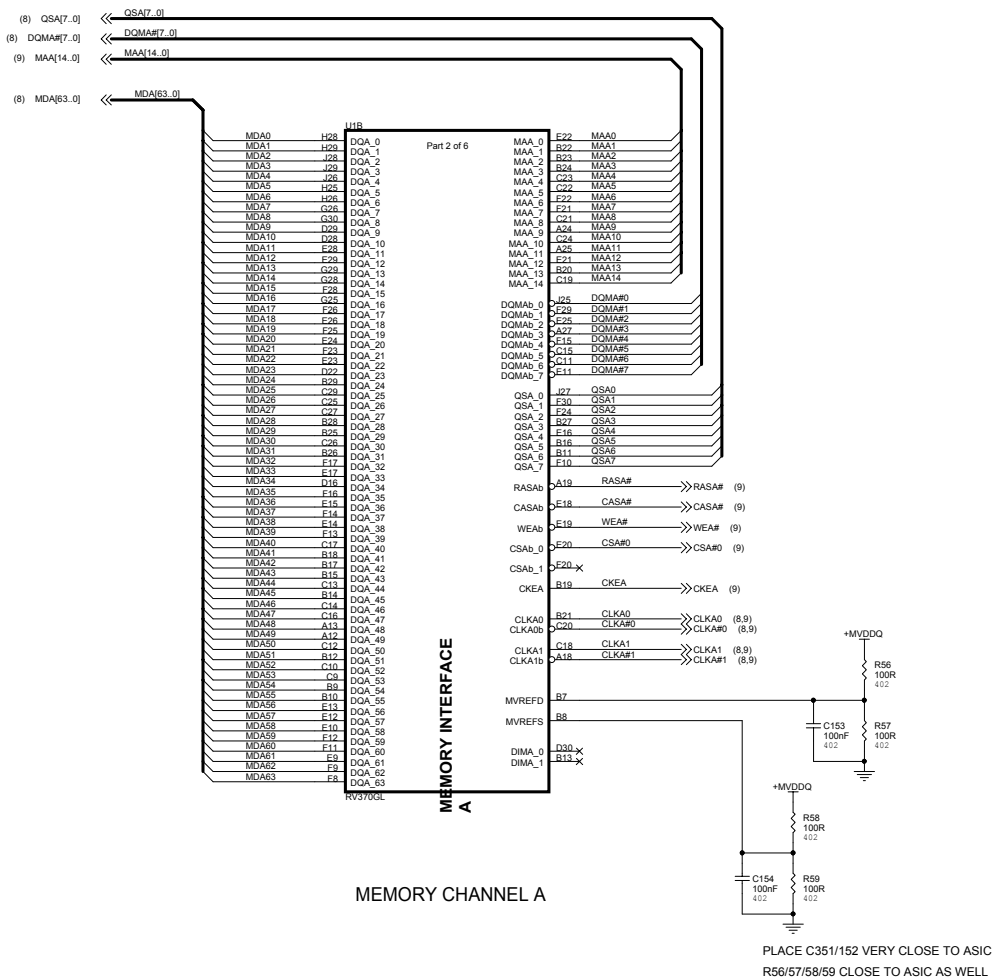 (8) QSA[7..0] QSA[7..0]
(8) DQMA#[7..0] DQMA#[7..0]
(9) MAA[14..0] MAA[14..0]
(8) MDA[63..0] MDA[63..0]
U1B
Part 2 of 6
MDA0 H28 DQA_0
MDA1 H29 DQA_1
MDA2 J28 DQA_2
MDA3 J29 DQA_3
MDA4 J26 DQA_4
MDA5 H25 DQA_5
MDA6 H26 DQA_6
MDA7 G26 DQA_7
MDA8 G30 DQA_8
MDA9 D29 DQA_9
MDA10 D28 DQA_10
MDA11 E28 DQA_11
MDA12 E29 DQA_12
MDA13 G29 DQA_13
MDA14 G28 DQA_14
MDA15 F28 DQA_15
MDA16 G25 DQA_16
MDA17 F26 DQA_17
MDA18 E26 DQA_18
MDA19 F25 DQA_19
MDA20 E24 DQA_20
MDA21 F23 DQA_21
MDA22 E23 DQA_22
MDA23 D22 DQA_23
MDA24 B29 DQA_24
MDA25 C29 DQA_25
MDA26 C25 DQA_26
MDA27 C27 DQA_27
MDA28 B28 DQA_28
MDA29 B25 DQA_29
MDA30 C26 DQA_30
MDA31 B26 DQA_31
MDA32 F17 DQA_32
MDA33 E17 DQA_33
MDA34 D16 DQA_34
MDA35 F16 DQA_35
MDA36 E15 DQA_36
MDA37 F14 DQA_37
MDA38 E14 DQA_38
MDA39 F13 DQA_39
MDA40 C17 DQA_40
MDA41 B18 DQA_41
MDA42 B17 DQA_42
MDA43 B15 DQA_43
MDA44 C13 DQA_44
MDA45 B14 DQA_45
MDA46 C14 DQA_46
MDA47 C16 DQA_47
MDA48 A13 DQA_48
MDA49 A12 DQA_49
MDA50 C12 DQA_50
MDA51 B12 DQA_51
MDA52 C10 DQA_52
MDA53 C9 DQA_53
MDA54 B9 DQA_54
MDA55 B10 DQA_55
MDA56 E13 DQA_56
MDA57 E12 DQA_57
MDA58 E10 DQA_58
MDA59 F12 DQA_59
MDA60 F11 DQA_60
MDA61 E9 DQA_61
MDA62 F9 DQA_62
MDA63 F8 DQA_63
RV370GL
MEMORY INTERFACE
A
MAA_0 E22 MAA0
MAA_1 B22 MAA1
MAA_2 B23 MAA2
MAA_3 B24 MAA3
MAA_4 C23 MAA4
MAA_5 C22 MAA5
MAA_6 F22 MAA6
MAA_7 F21 MAA7
MAA_8 C21 MAA8
MAA_9 A24 MAA9
MAA_10 C24 MAA10
MAA_11 A25 MAA11
MAA_12 E21 MAA12
MAA_13 B20 MAA13
MAA_14 C19 MAA14
DQMAb_0 J25 DQMA#0
DQMAb_1 F29 DQMA#1
DQMAb_2 E25 DQMA#2
DQMAb_3 A27 DQMA#3
DQMAb_4 F15 DQMA#4
DQMAb_5 C15 DQMA#5
DQMAb_6 C11 DQMA#6
DQMAb_7 E11 DQMA#7
QSA_0 J27 QSA0
QSA_1 F30 QSA1
QSA_2 F24 QSA2
QSA_3 B27 QSA3
QSA_4 E16 QSA4
QSA_5 B16 QSA5
QSA_6 B11 QSA6
QSA_7 F10 QSA7
RASAb A19 RASA# RASA# (9)
CASAb E18 CASA# CASA# (9)
WEAb E19 WEA# WEA# (9)
CSAb_0 E20 CSA#0 CSA#0 (9)
CSAb_1 F20
CKEA B19 CKEA CKEA (9)
CLKA0 B21 CLKA0 CLKA0 (8,9)
CLKA0b C20 CLKA#0 CLKA#0 (8,9)
CLKA1 C18 CLKA1 CLKA1 (8,9)
CLKA1b A18 CLKA#1 CLKA#1 (8,9)
MVREFD B7
MVREFS B8
DIMA_0 D30
DIMA_1 B13
+MVDDQ
R56
100R
402
C153
100nF
402
R57
100R
402
+MVDDQ
R58
100R
402
C154
100nF
402
R59
100R
402
MEMORY CHANNEL A
PLACE C351/152 VERY CLOSE TO ASIC
R56/57/58/59 CLOSE TO ASIC AS WELL